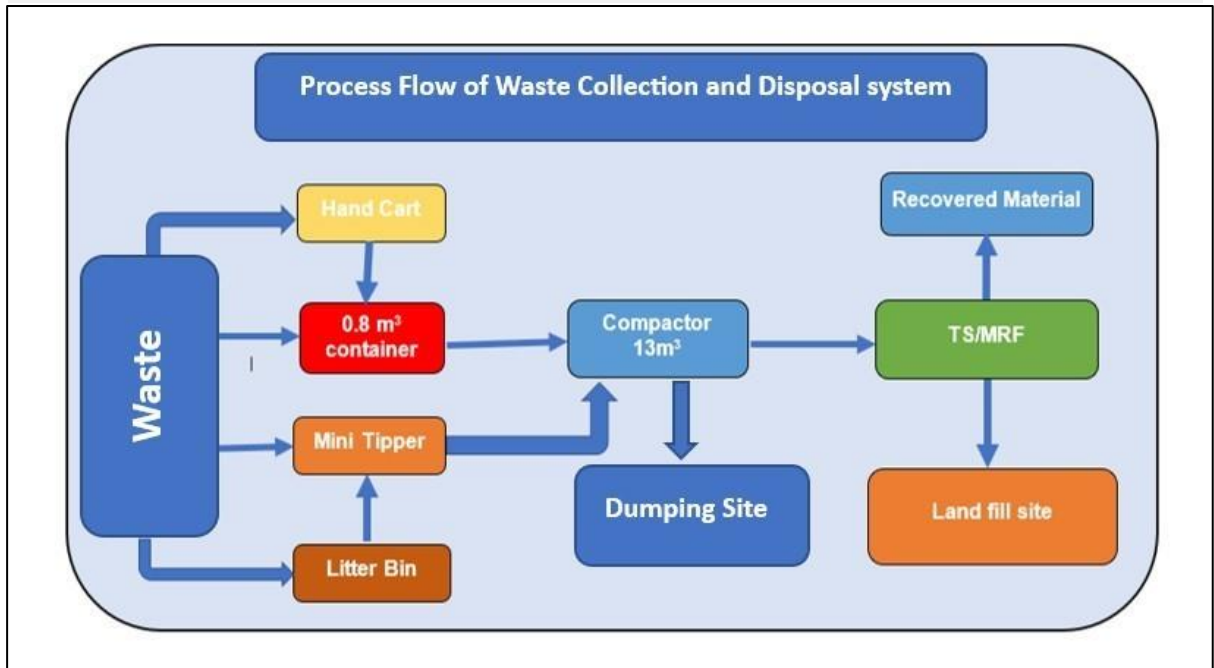 Process Flow of Waste Collection and Disposal system
Hand Cart
Recovered Material
Waste
0.8 m³
container
Compactor
13m³
TS/MRF
Mini Tipper
Dumping Site
Land fill site
Litter Bin